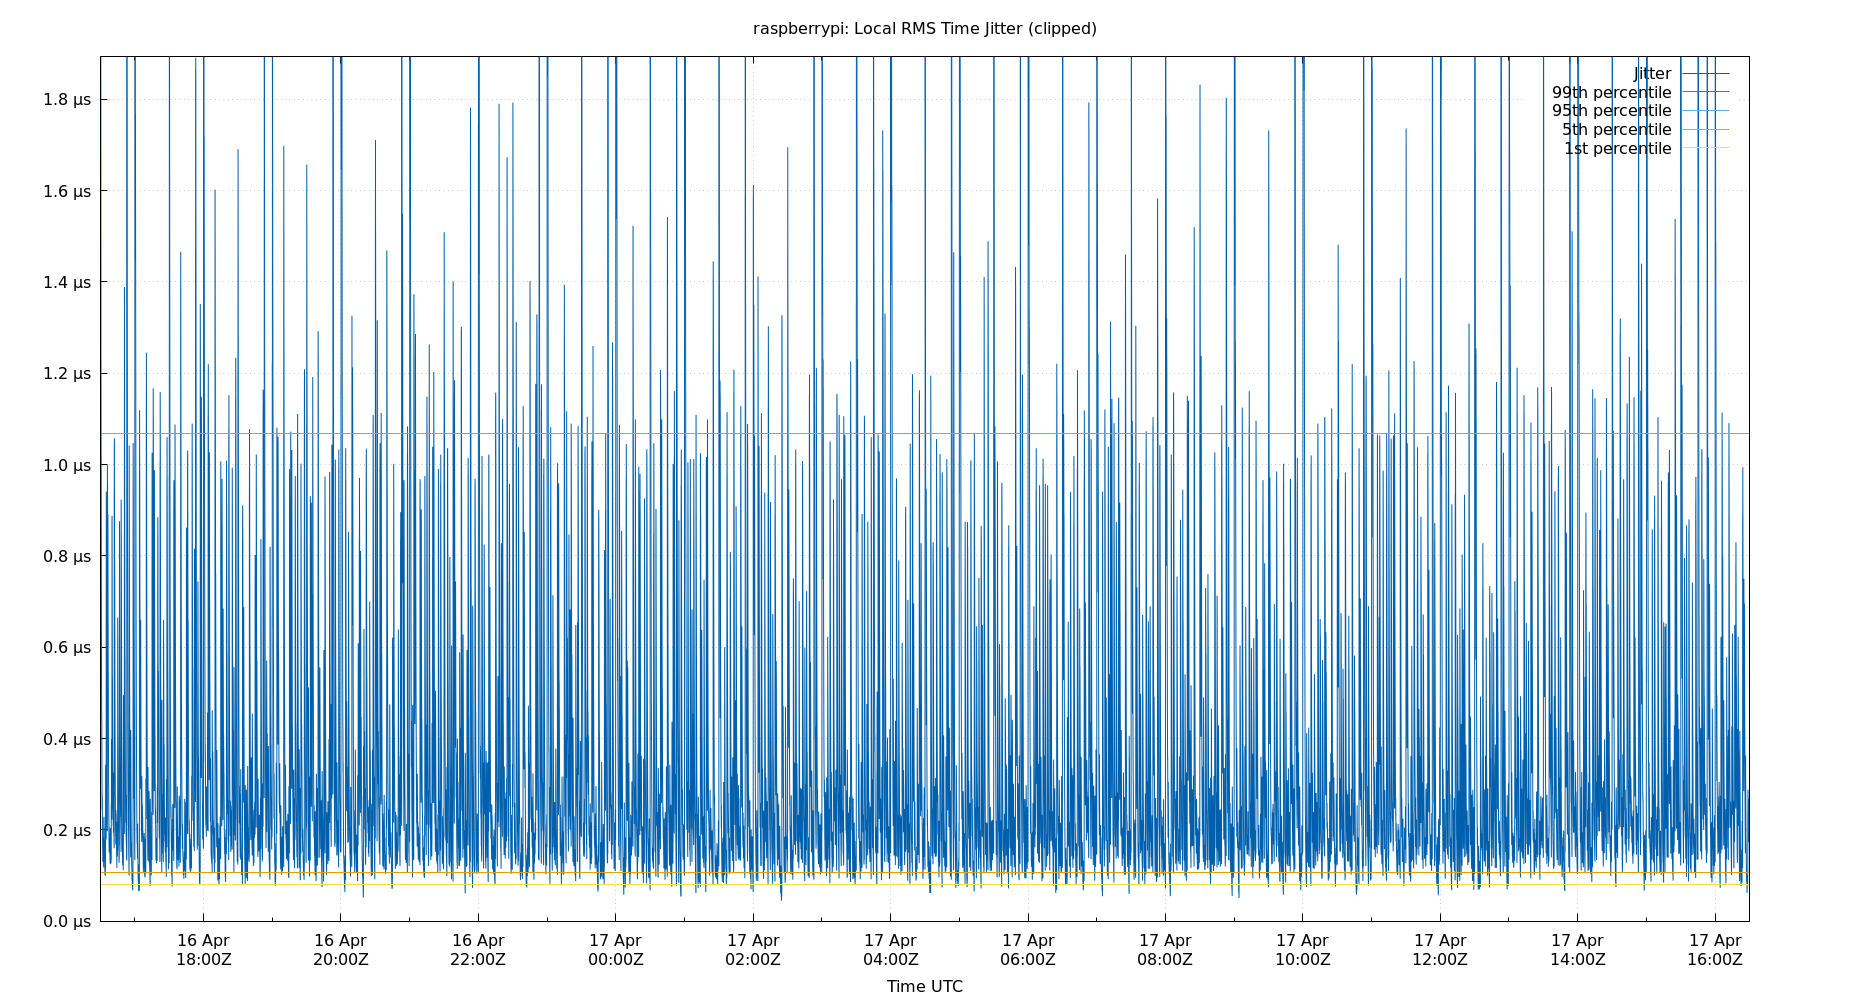 raspberrypi: Local RMS Time Jitter (clipped)
Jitter
99th percentile
95th percentile
5th percentile
1st percentile
1.8 µs
1.6 µs
1.4 µs
1.2 µs
1.0 µs
0.8 µs
0.6 µs
0.4 µs
0.2 µs
0.0 µs
16 Apr 16 Apr 16 Apr 17 Apr 17 Apr 17 Apr 17 Apr 17 Apr 17 Apr 17 Apr 17 Apr 17 Apr
18:00Z 20:00Z 22:00Z 00:00Z 02:00Z 04:00Z 06:00Z 08:00Z 10:00Z 12:00Z 14:00Z 16:00Z
Time UTC